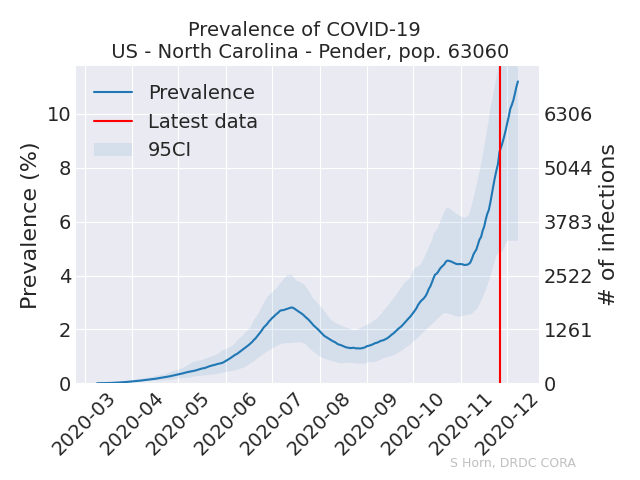 Prevalence of COVID-19
US - North Carolina - Pender, pop. 63060
Prevalence
Latest data
95CI
Prevalence (%)
10
8
6
4
2
0
6306
5044
3783
2522
1261
0
# of infections
2020-03
2020-04
2020-05
2020-06
2020-07
2020-08
2020-09
2020-10
2020-11
2020-12
S Horn, DRDC CORA